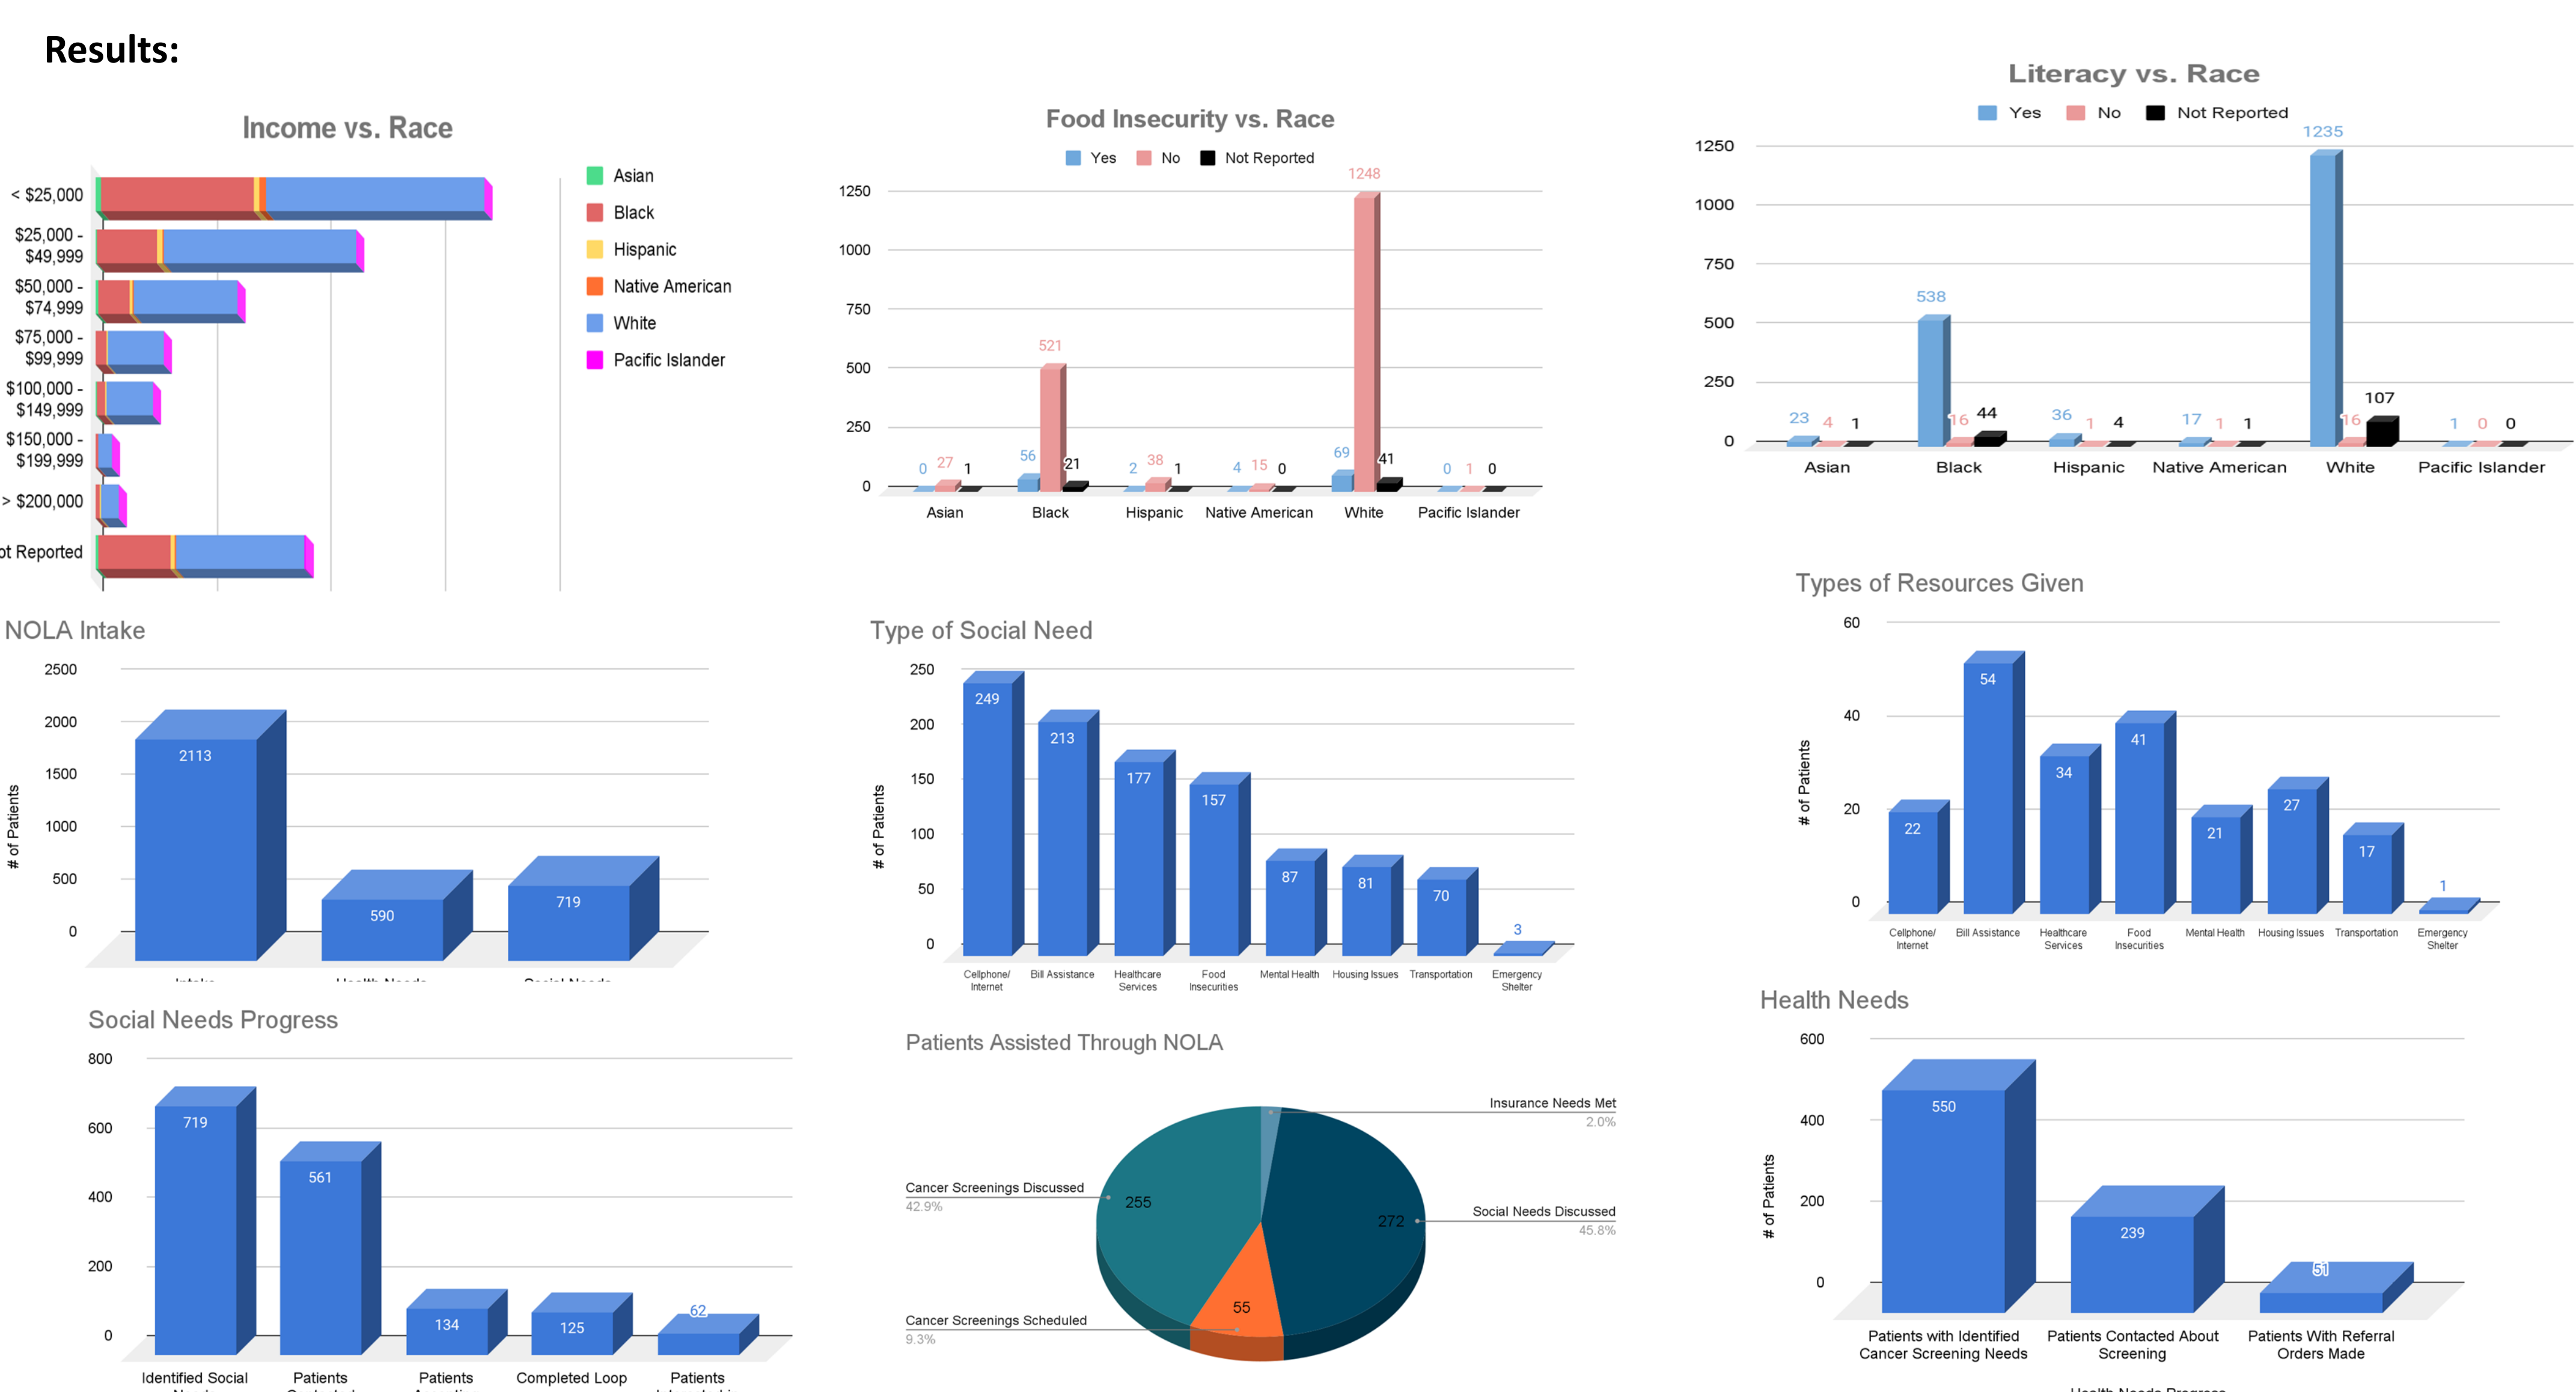 Results:
Income vs. Race
< $25,000
$25,000 -
$49,999
$50,000 -
$74,999
$75,000 -
$99,999
$100,000 -
$149,999
$150,000 -
$199,999
> $200,000
ot Reported
Asian
Black
Hispanic
Native American
White
Pacific Islander
Food Insecurity vs. Race
Yes No Not Reported
1250
1000
750
500
250
0
0 27 1
56 521 21
2 38 1
4 15 0
69 1248 41
0 1 0
Asian Black Hispanic Native American White Pacific Islander
Literacy vs. Race
Yes No Not Reported
1250
1000
750
500
250
0
23 4 1
538 16 44
36 1 4
17 1 1
1235 16 107
1 0 0
Asian Black Hispanic Native American White Pacific Islander
NOLA Intake
# of Patients
2500
2000
1500
1000
500
0
2113 590 719
Type of Social Need
# of Patients
250
200
150
100
50
0
249 213 177 157 87 81 70 3
Cellphone/ Bill Assistance Healthcare Food Mental Health Housing Issues Transportation Emergency
Internet Services Insecurities Shelter
Types of Resources Given
# of Patients
60
40
20
0
22 54 34 41 21 27 17 1
Cellphone/ Bill Assistance Healthcare Food Mental Health Housing Issues Transportation Emergency
Internet Services Insecurities Shelter
Social Needs Progress
800
600
400
200
0
719 561 134 125 62
Identified Social Patients Patients Completed Loop Patients
Patients Assisted Through NOLA
Insurance Needs Met
2.0%
Cancer Screenings Discussed
42.9%
255
272
Social Needs Discussed
45.8%
55
Cancer Screenings Scheduled
9.3%
Health Needs
# of Patients
600
400
200
0
550 239 51
Patients with Identified Patients Contacted About Patients With Referral
Cancer Screening Needs Screening Orders Made